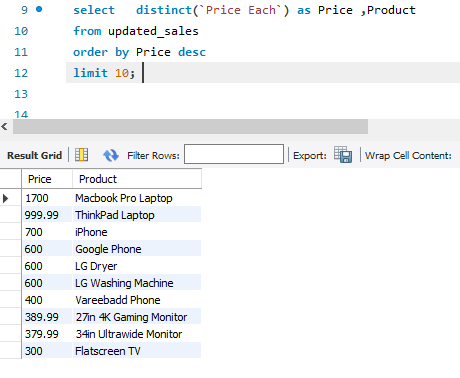 9 select distinct(`Price Each`) as Price ,Product
10 from updated_sales
11 order by Price desc
12 limit 10;
13
14
Result Grid Filter Rows: Export: Wrap Cell Content:
Price Product
1700 Macbook Pro Laptop
999.99 ThinkPad Laptop
700 iPhone
600 Google Phone
600 LG Dryer
600 LG Washing Machine
400 Vareebadd Phone
389.99 27in 4K Gaming Monitor
379.99 34in Ultrawide Monitor
300 Flatscreen TV